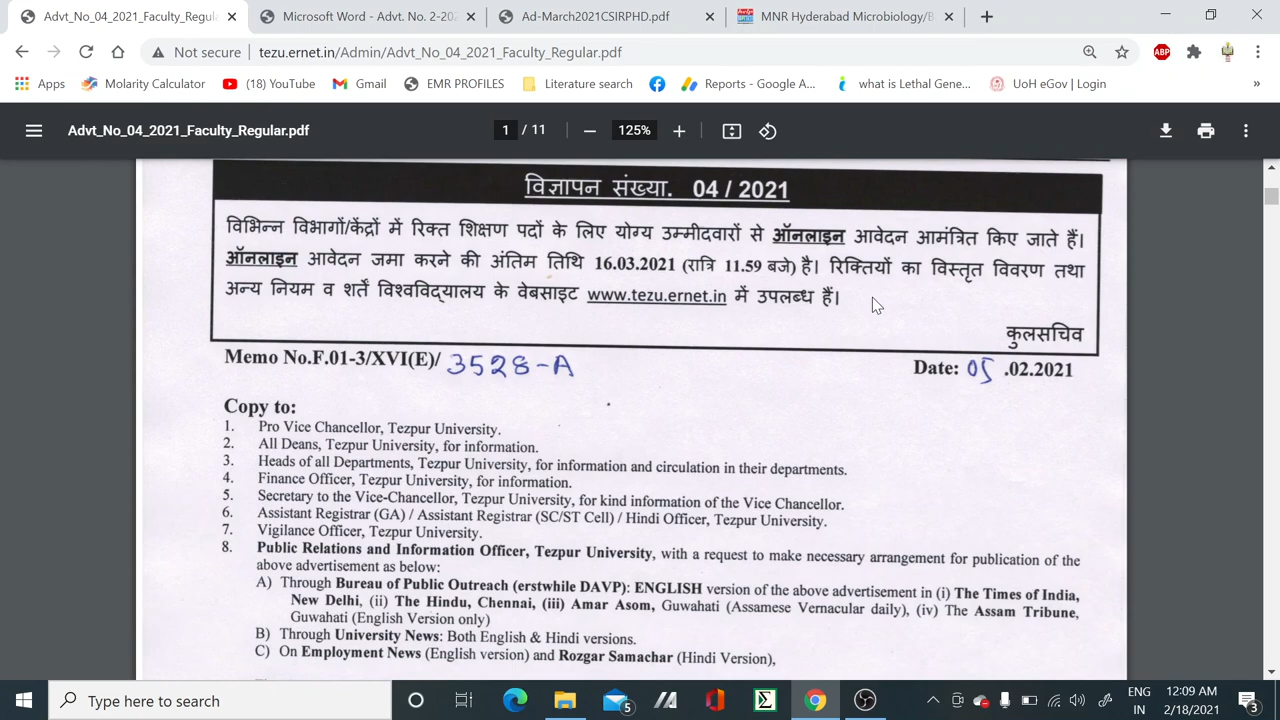 Advt_No_04_2021_Faculty_Regula
Microsoft Word - Advt. No. 2-202
Ad-March2021CSIRPHD.pdf
MNR Hyderabad Microbiology/B
Not secure
tezu.ernet.in/Admin/Advt_No_04_2021_Faculty_Regular.pdf
ABP
Apps
Molarity Calculator
(18) YouTube
Gmail
EMR PROFILES
Literature search
Reports - Google A...
what is Lethal Gene...
UoH eGov | Login
»
Advt_No_04_2021_Faculty_Regular.pdf
1 / 11
125%
विज्ञापन संख्या. 04 / 2021
विभिन्न विभागों/केंद्रों में रिक्त शिक्षण पदों के लिए योग्य उम्मीदवारों से ऑनलाइन आवेदन आमंत्रित किए जाते हैं।
ऑनलाइन आवेदन जमा करने की अंतिम तिथि 16.03.2021 (रात्रि 11.59 बजे) है। रिक्तियों का विस्तृत विवरण तथा
अन्य नियम व शर्तें विश्वविद्यालय के वेबसाइट www.tezu.ernet.in में उपलब्ध हैं।
कुलसचिव
Memo No.F.01-3/XVI(E)/ 3528-A
Date: 05 .02.2021
Copy to:
1. Pro Vice Chancellor, Tezpur University.
2. All Deans, Tezpur University, for information.
3. Heads of all Departments, Tezpur University, for information and circulation in their departments.
4. Finance Officer, Tezpur University, for information.
5. Secretary to the Vice-Chancellor, Tezpur University, for kind information of the Vice Chancellor.
6. Assistant Registrar (GA) / Assistant Registrar (SC/ST Cell) / Hindi Officer, Tezpur University.
7. Vigilance Officer, Tezpur University.
8. Public Relations and Information Officer, Tezpur University, with a request to make necessary arrangement for publication of the
above advertisement as below:
A) Through Bureau of Public Outreach (erstwhile DAVP): ENGLISH version of the above advertisement in (i) The Times of India,
New Delhi, (ii) The Hindu, Chennai, (iii) Amar Asom, Guwahati (Assamese Vernacular daily), (iv) The Assam Tribune,
Guwahati (English Version only)
B) Through University News: Both English & Hindi versions.
C) On Employment News (English version) and Rozgar Samachar (Hindi Version),
Type here to search
5
ENG
IN
12:09 AM
2/18/2021
3